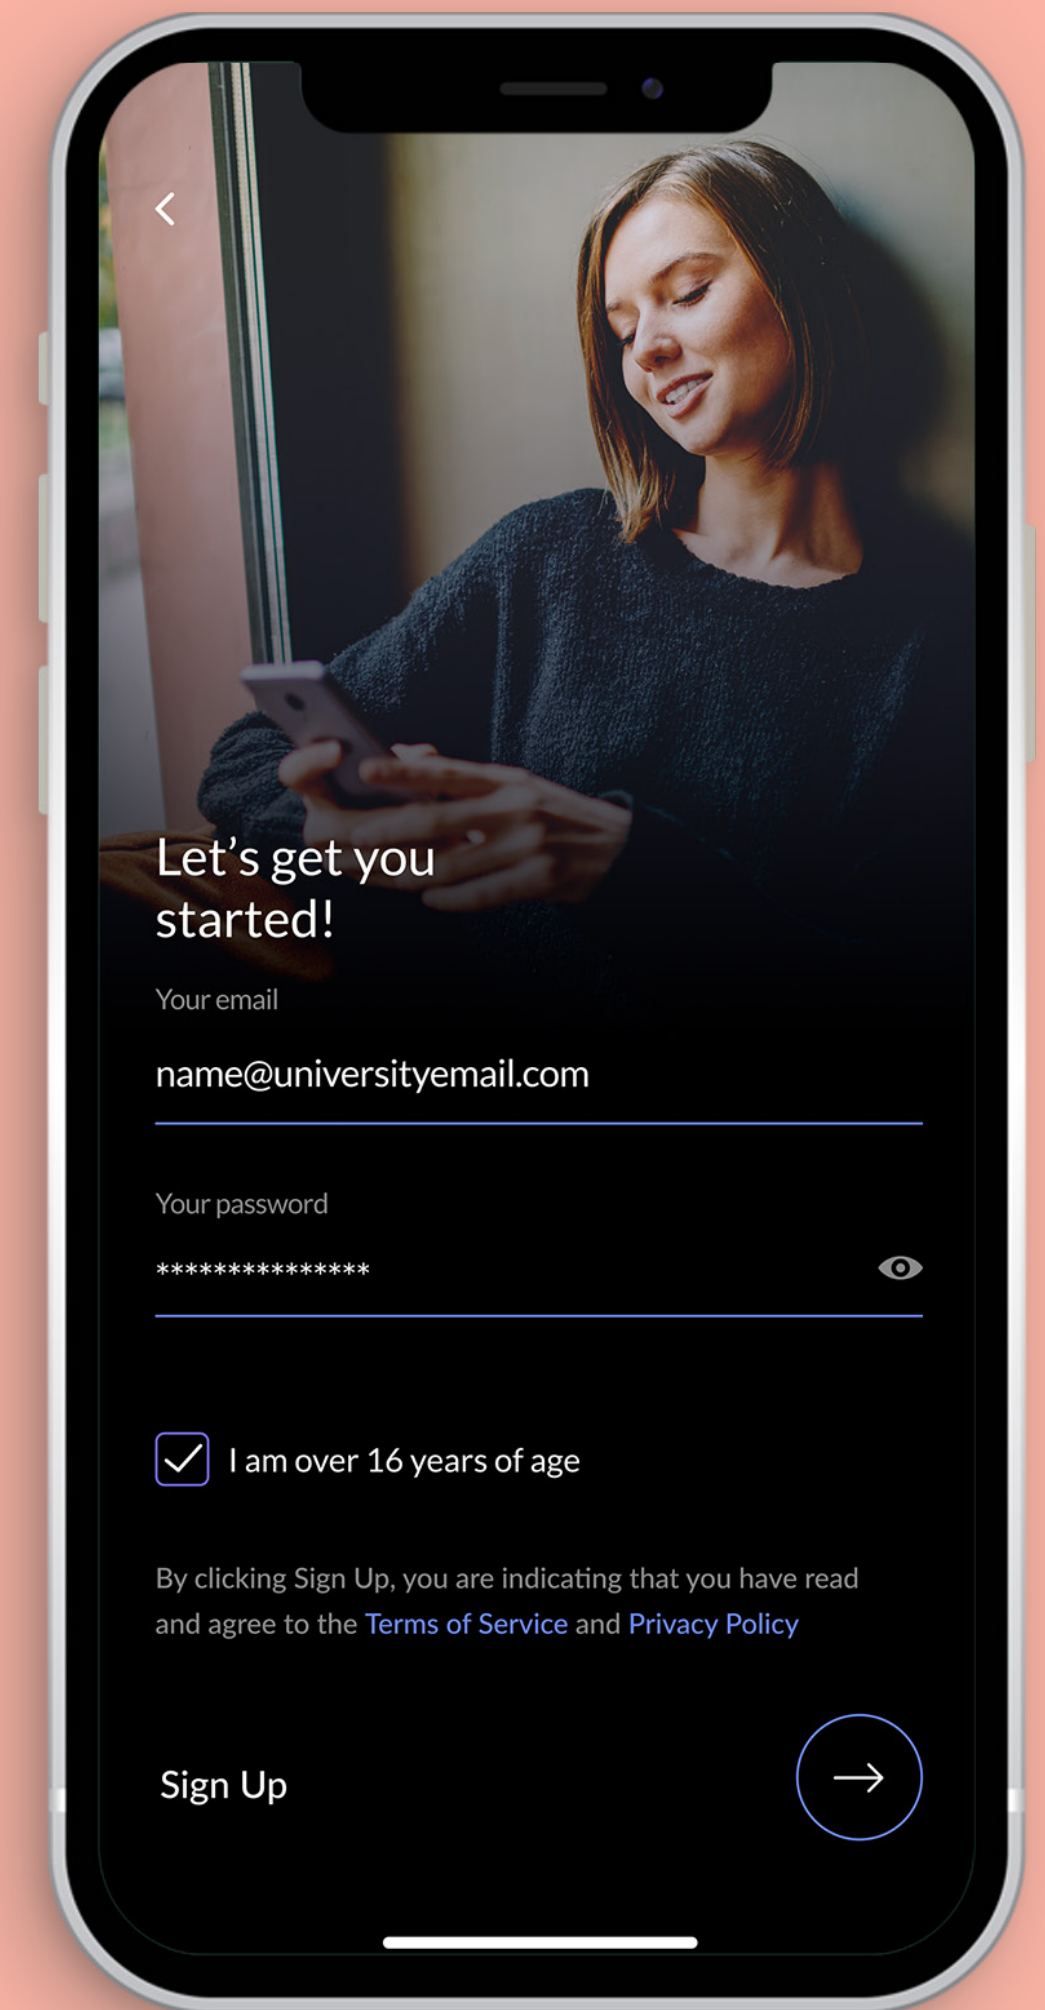 Let’s get you
started!
Your email
name@universityemail.com
Your password
***************
I am over 16 years of age
By clicking Sign Up, you are indicating that you have read
and agree to the Terms of Service and Privacy Policy
Sign Up